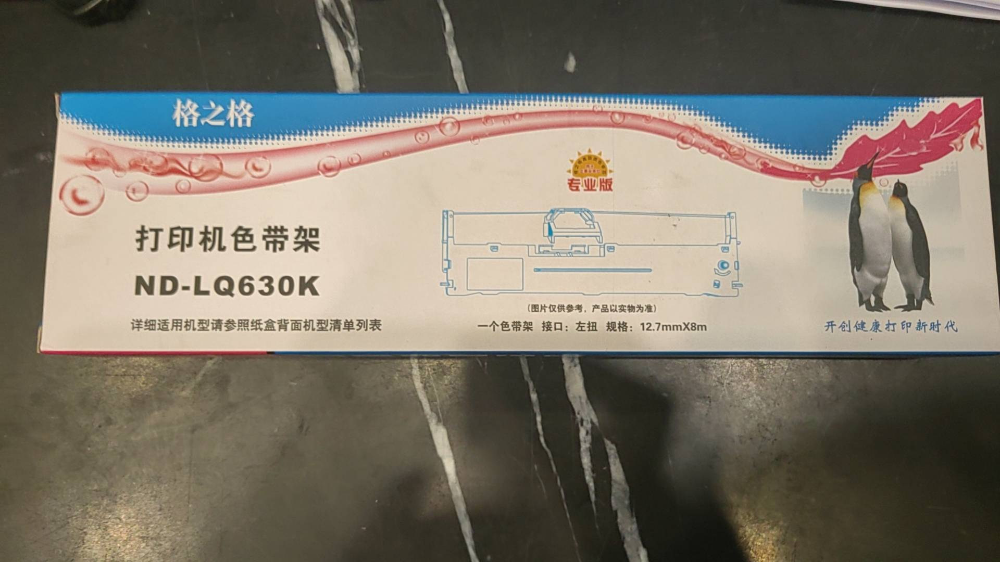 格之格
专业版
打印机色带架
ND-LQ630K
详细适用机型请参照纸盒背面机型清单列表
(图片仅供参考，产品以实物为准)
一个色带架 接口：左扭 规格：12.7mmX8m
开创健康打印新时代